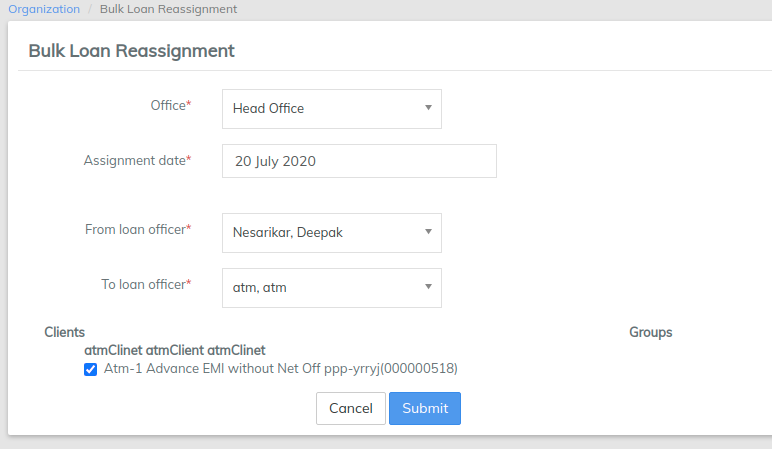 Organization / Bulk Loan Reassignment
Bulk Loan Reassignment
Office* Head Office
Assignment date* 20 July 2020
From loan officer* Nesarikar, Deepak
To loan officer* atm, atm
Clients Groups
atmClinet atmClient atmClinet
Atm-1 Advance EMI without Net Off ppp-yrryj(000000518)
Cancel Submit